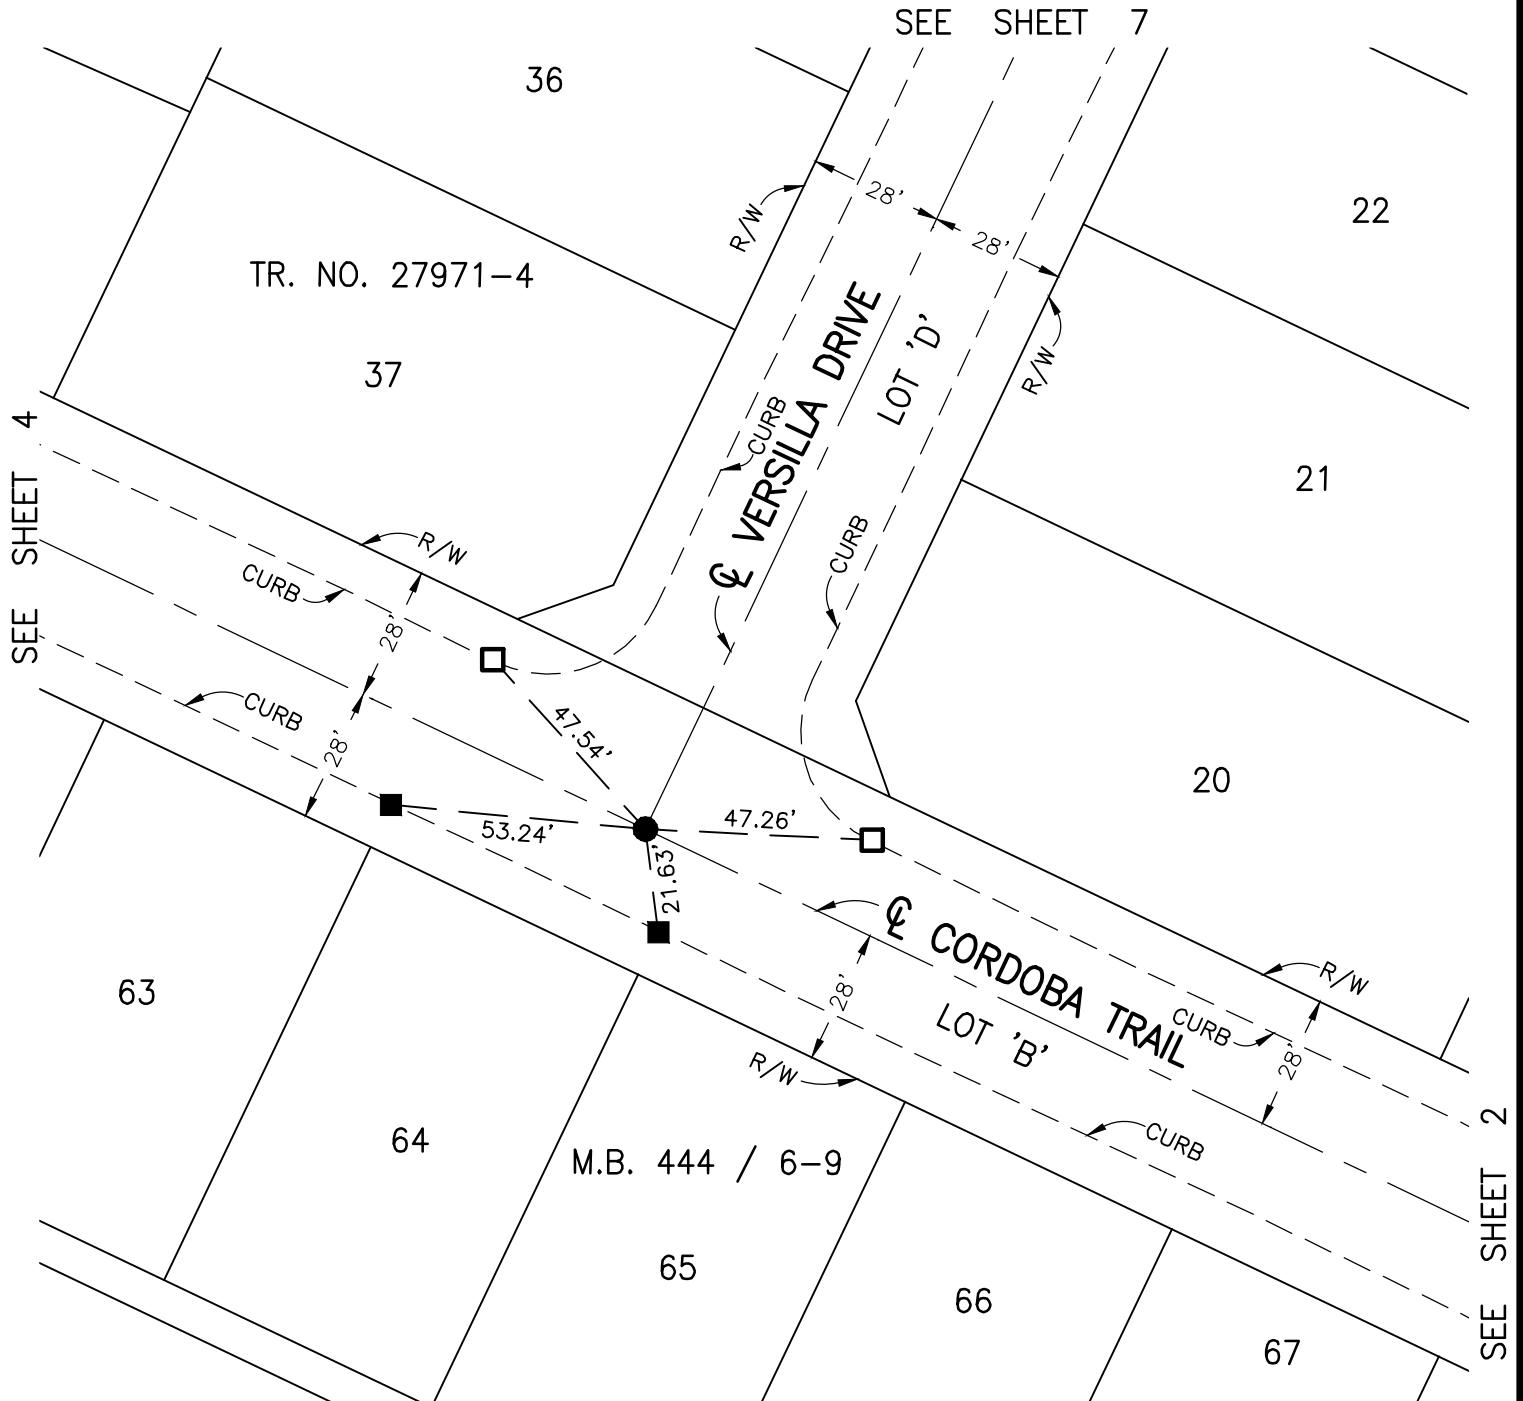 SEE SHEET 7
36
22
28'
28'
R/W
TR. NO. 27971-4
℄ VERSILLA DRIVE
LOT 'D'
R/W
37
CURB
21
SEE SHEET 4
R/W
CURB
CURB
28'
CURB
28'
47.54'
53.24'
47.26'
21.63'
20
℄ CORDOBA TRAIL
LOT 'B'
R/W
CURB
28'
28'
R/W
63
64
M.B. 444 / 6-9
CURB
SEE SHEET 2
65
66
67